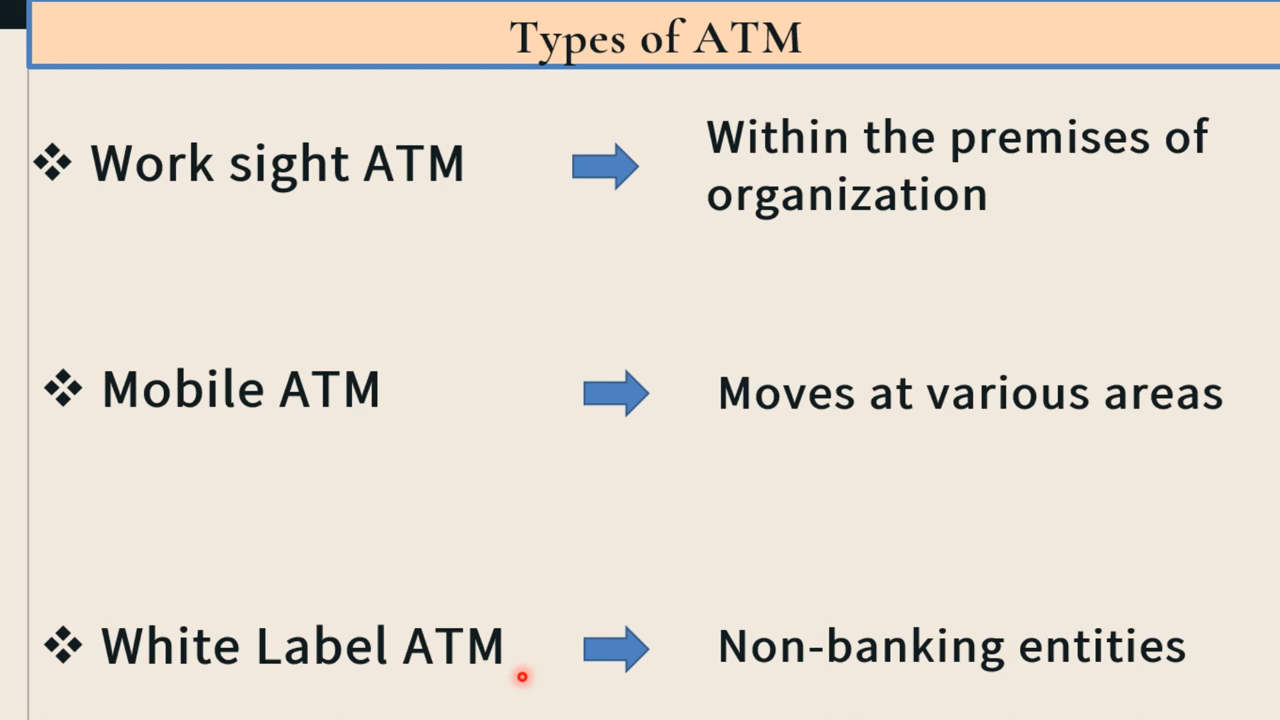 Types of ATM
❖ Work sight ATM
Within the premises of
organization
❖ Mobile ATM
Moves at various areas
❖ White Label ATM
Non-banking entities